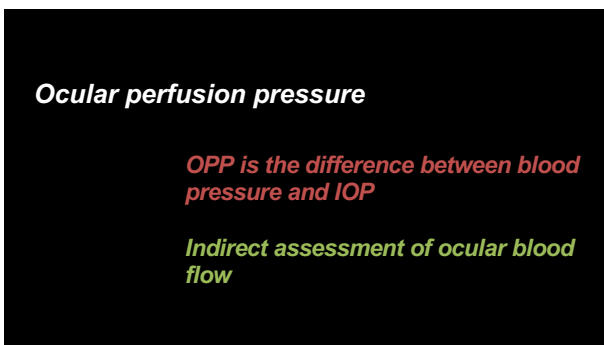 Ocular perfusion pressure
OPP is the difference between blood
pressure and IOP
Indirect assessment of ocular blood
flow